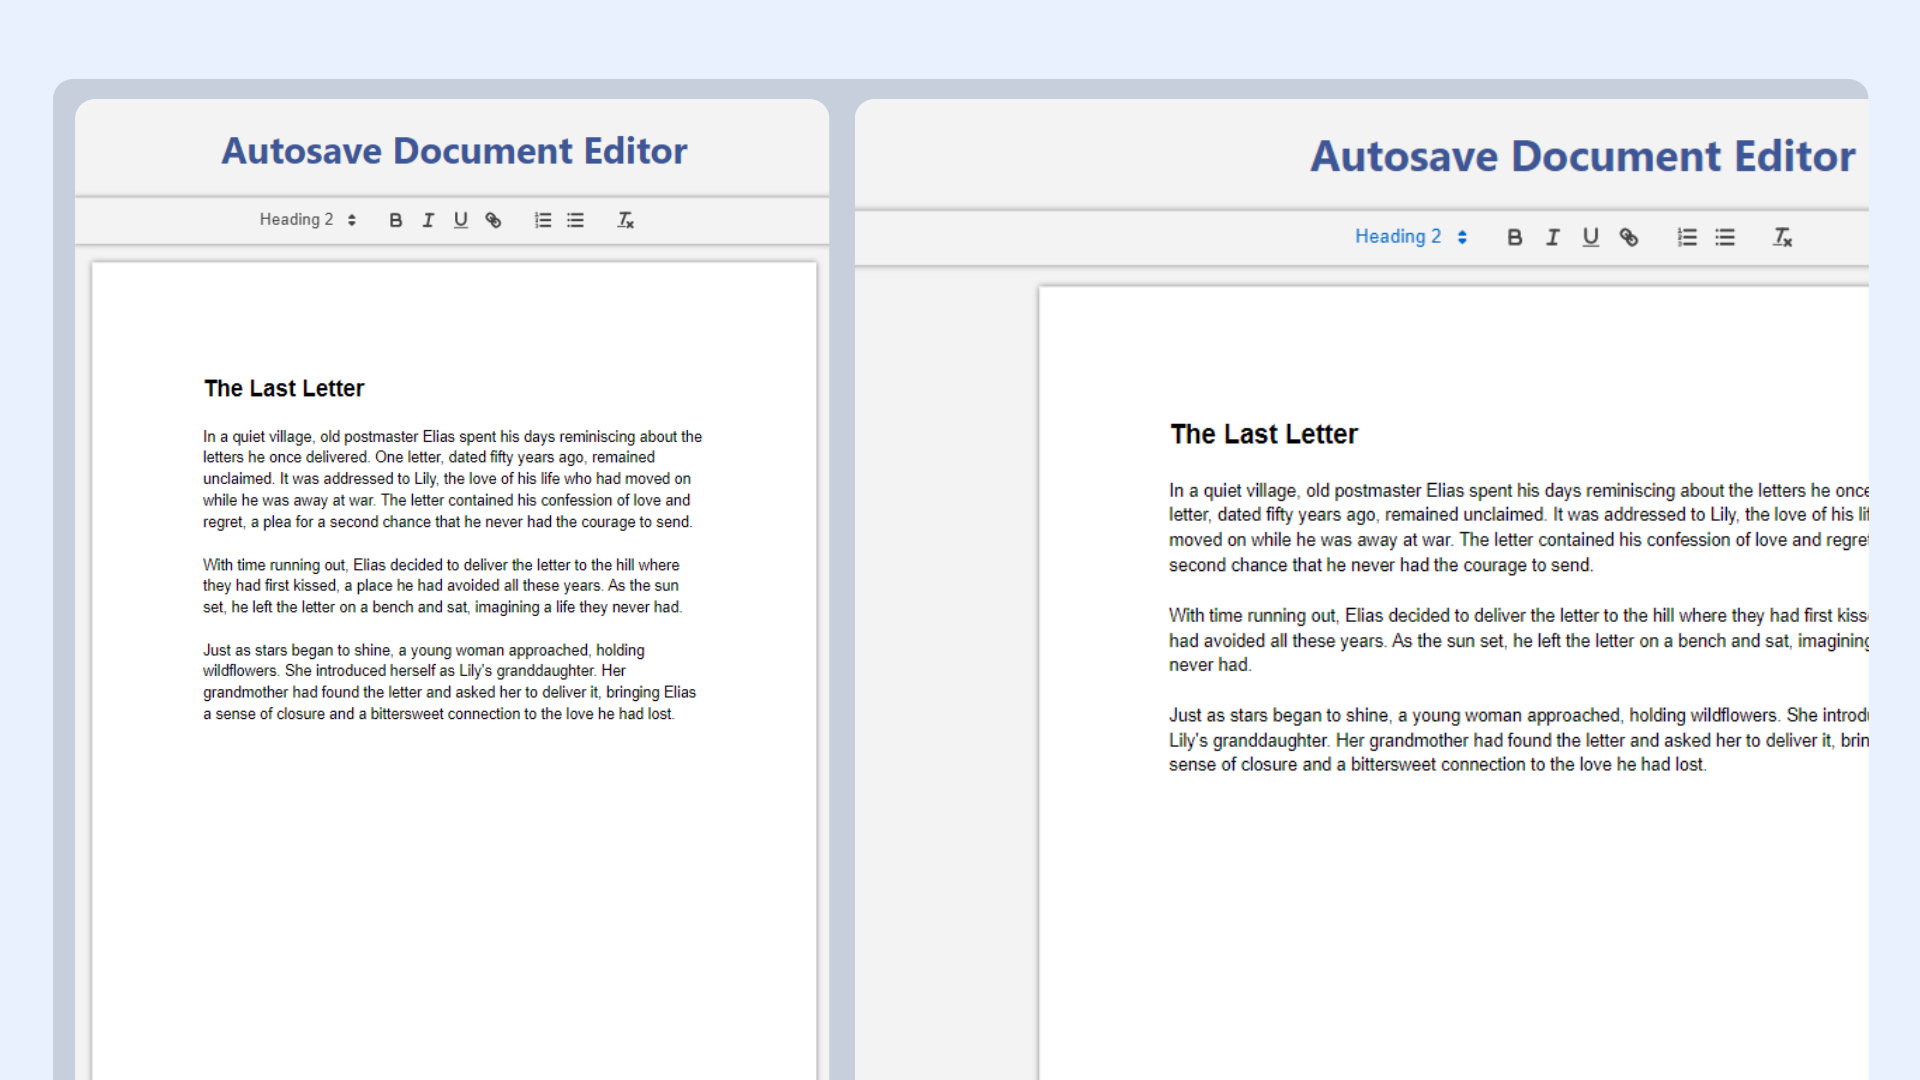 Autosave Document Editor
Heading 2
The Last Letter
In a quiet village, old postmaster Elias spent his days reminiscing about the
letters he once delivered. One letter, dated fifty years ago, remained
unclaimed. It was addressed to Lily, the love of his life who had moved on
while he was away at war. The letter contained his confession of love and
regret, a plea for a second chance that he never had the courage to send.
With time running out, Elias decided to deliver the letter to the hill where
they had first kissed, a place he had avoided all these years. As the sun
set, he left the letter on a bench and sat, imagining a life they never had.
Just as stars began to shine, a young woman approached, holding
wildflowers. She introduced herself as Lily's granddaughter. Her
grandmother had found the letter and asked her to deliver it, bringing Elias
a sense of closure and a bittersweet connection to the love he had lost.
Autosave Document Editor
Heading 2
The Last Letter
In a quiet village, old postmaster Elias spent his days reminiscing about the letters he once
letter, dated fifty years ago, remained unclaimed. It was addressed to Lily, the love of his
moved on while he was away at war. The letter contained his confession of love and
second chance that he never had the courage to send.
With time running out, Elias decided to deliver the letter to the hill where they had first
had avoided all these years. As the sun set, he left the letter on a bench and sat, imagining
never had.
Just as stars began to shine, a young woman approached, holding wildflowers. She
Lily's granddaughter. Her grandmother had found the letter and asked her to deliver it,
sense of closure and a bittersweet connection to the love he had lost.